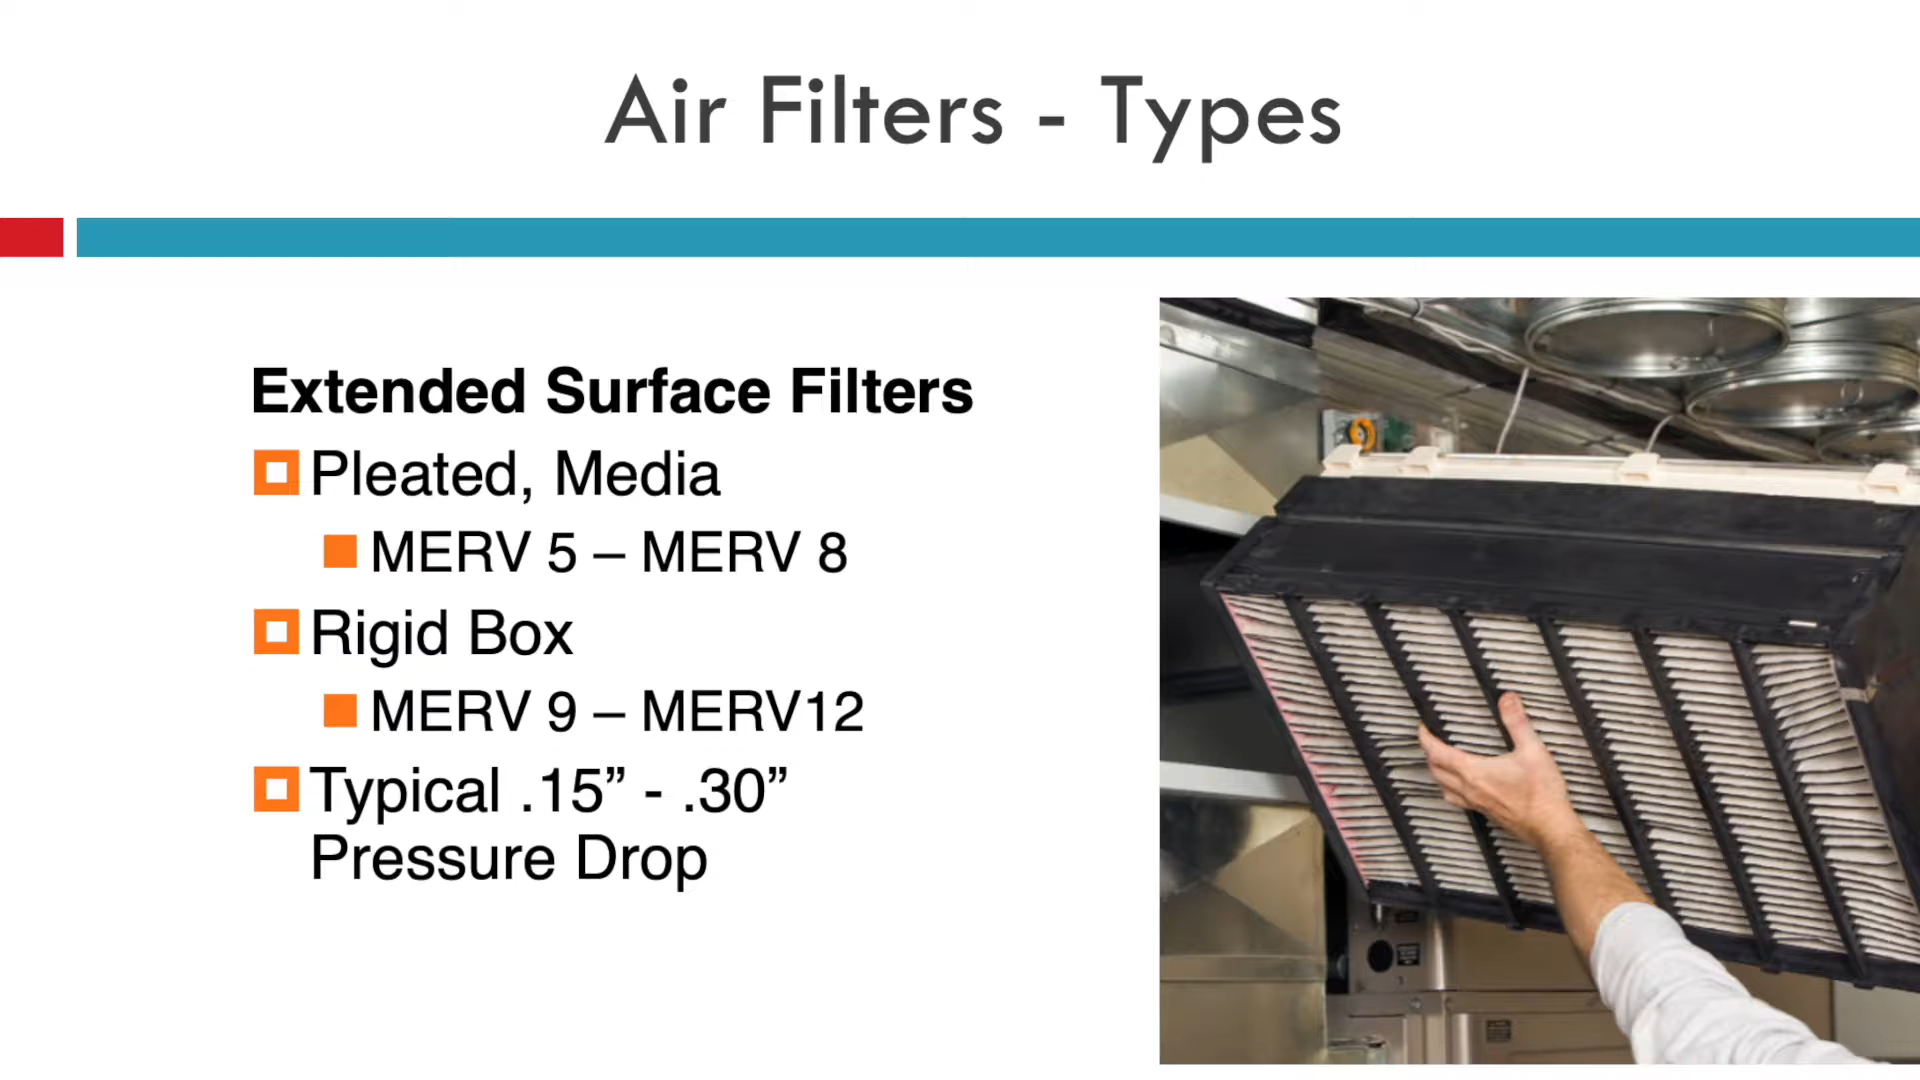 Air Filters - Types
Extended Surface Filters
Pleated, Media
MERV 5 – MERV 8
Rigid Box
MERV 9 – MERV12
Typical .15” - .30”
Pressure Drop